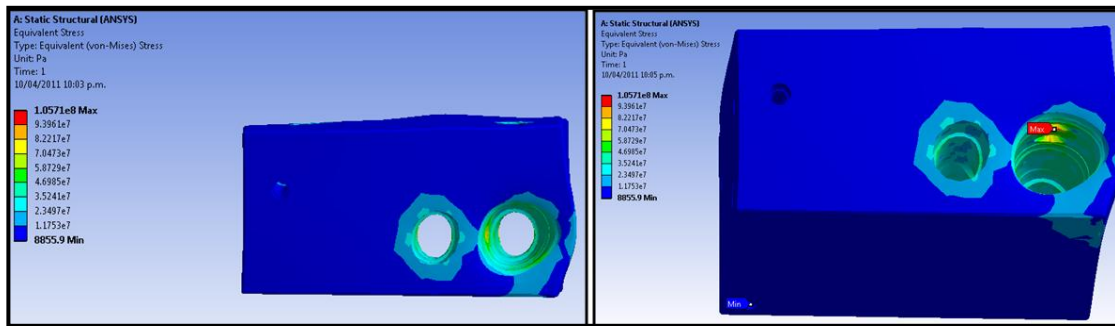 A: Static Structural (ANSYS)
Equivalent Stress
Type: Equivalent (von-Mises) Stress
Unit: Pa
Time: 1
10/04/2011 10:03 p.m.
1.0571e8 Max
9.3961e7
8.2217e7
7.0473e7
5.8729e7
4.6985e7
3.5241e7
2.3497e7
1.1753e7
8855.9 Min
A: Static Structural (ANSYS)
Equivalent Stress
Type: Equivalent (von-Mises) Stress
Unit: Pa
Time: 1
10/04/2011 10:05 p.m.
1.0571e8 Max
9.3961e7
8.2217e7
7.0473e7
5.8729e7
4.6985e7
3.5241e7
2.3497e7
1.1753e7
8855.9 Min
Max
Min